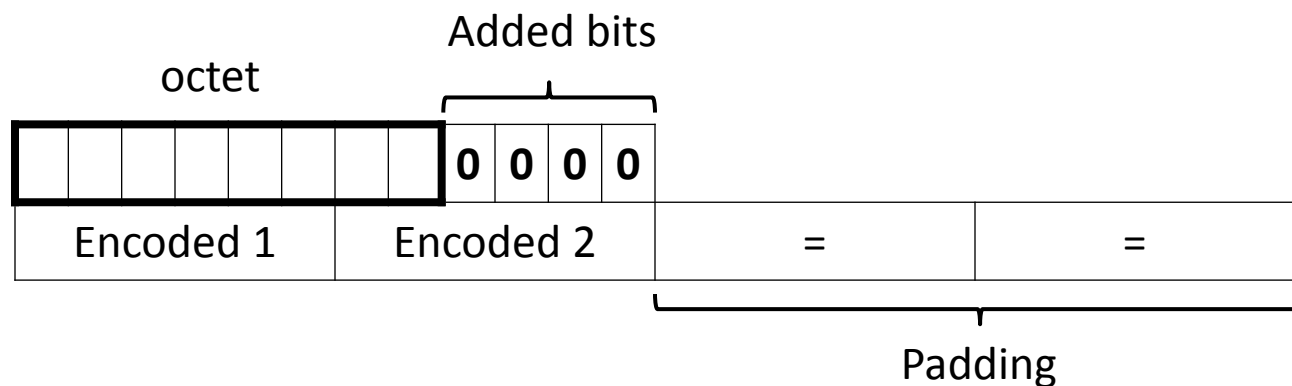 Added bits
octet
0 0 0 0
Encoded 1 Encoded 2 = =
Padding